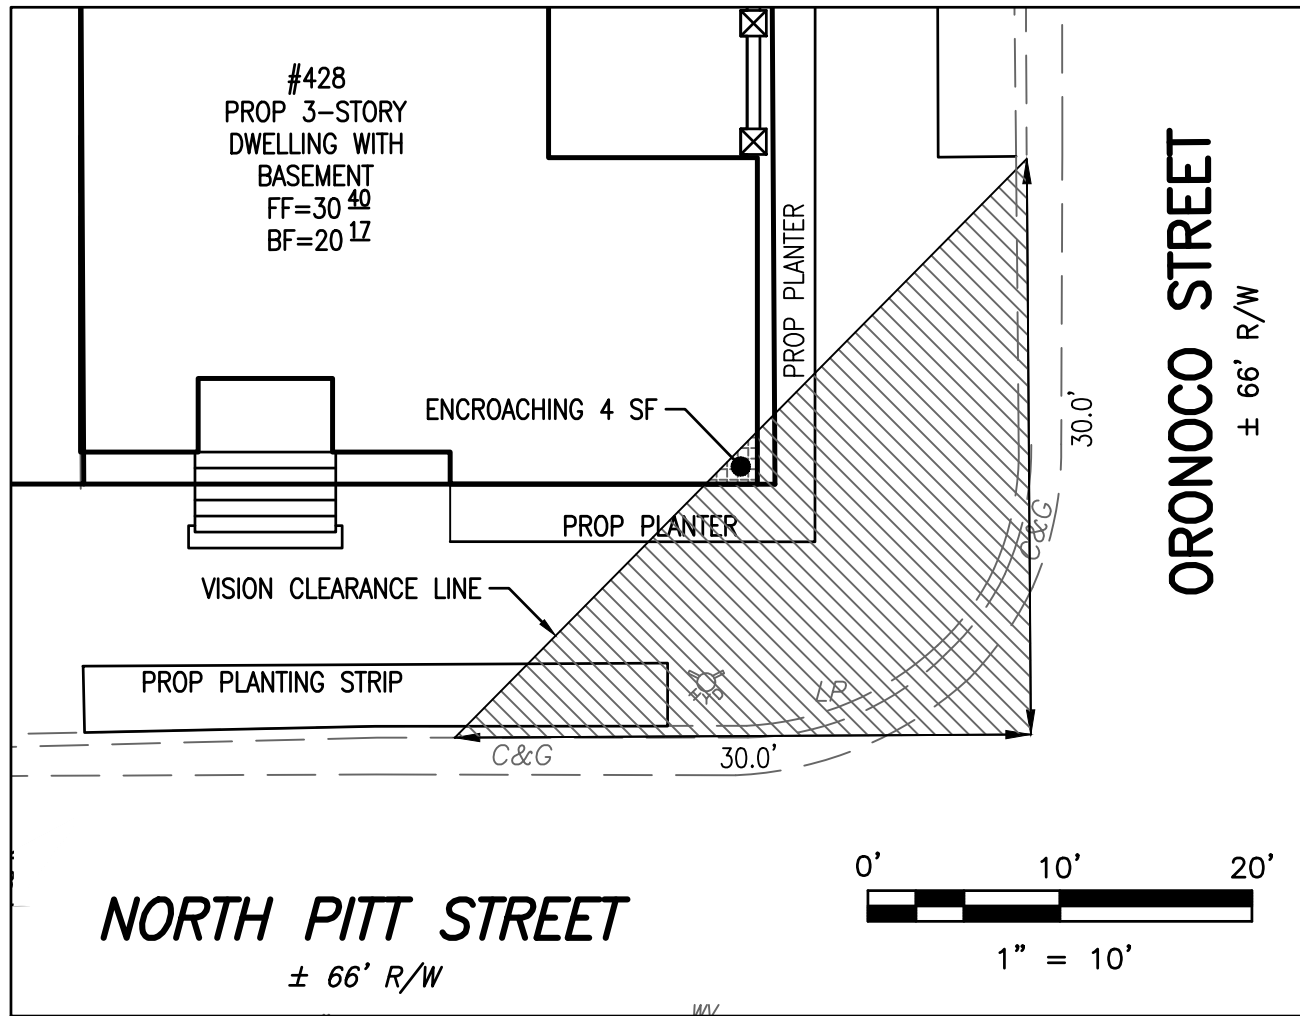 #428
PROP 3-STORY
DWELLING WITH
BASEMENT
FF=30 40
BF=20 17
PROP PLANTER
ENCROACHING 4 SF
PROP PLANTER
VISION CLEARANCE LINE
PROP PLANTING STRIP
HYD
LP
C&G
30.0'
30.0'
C&G
ORONOCO STREET
± 66' R/W
NORTH PITT STREET
± 66' R/W
0' 10' 20'
1" = 10'
WV